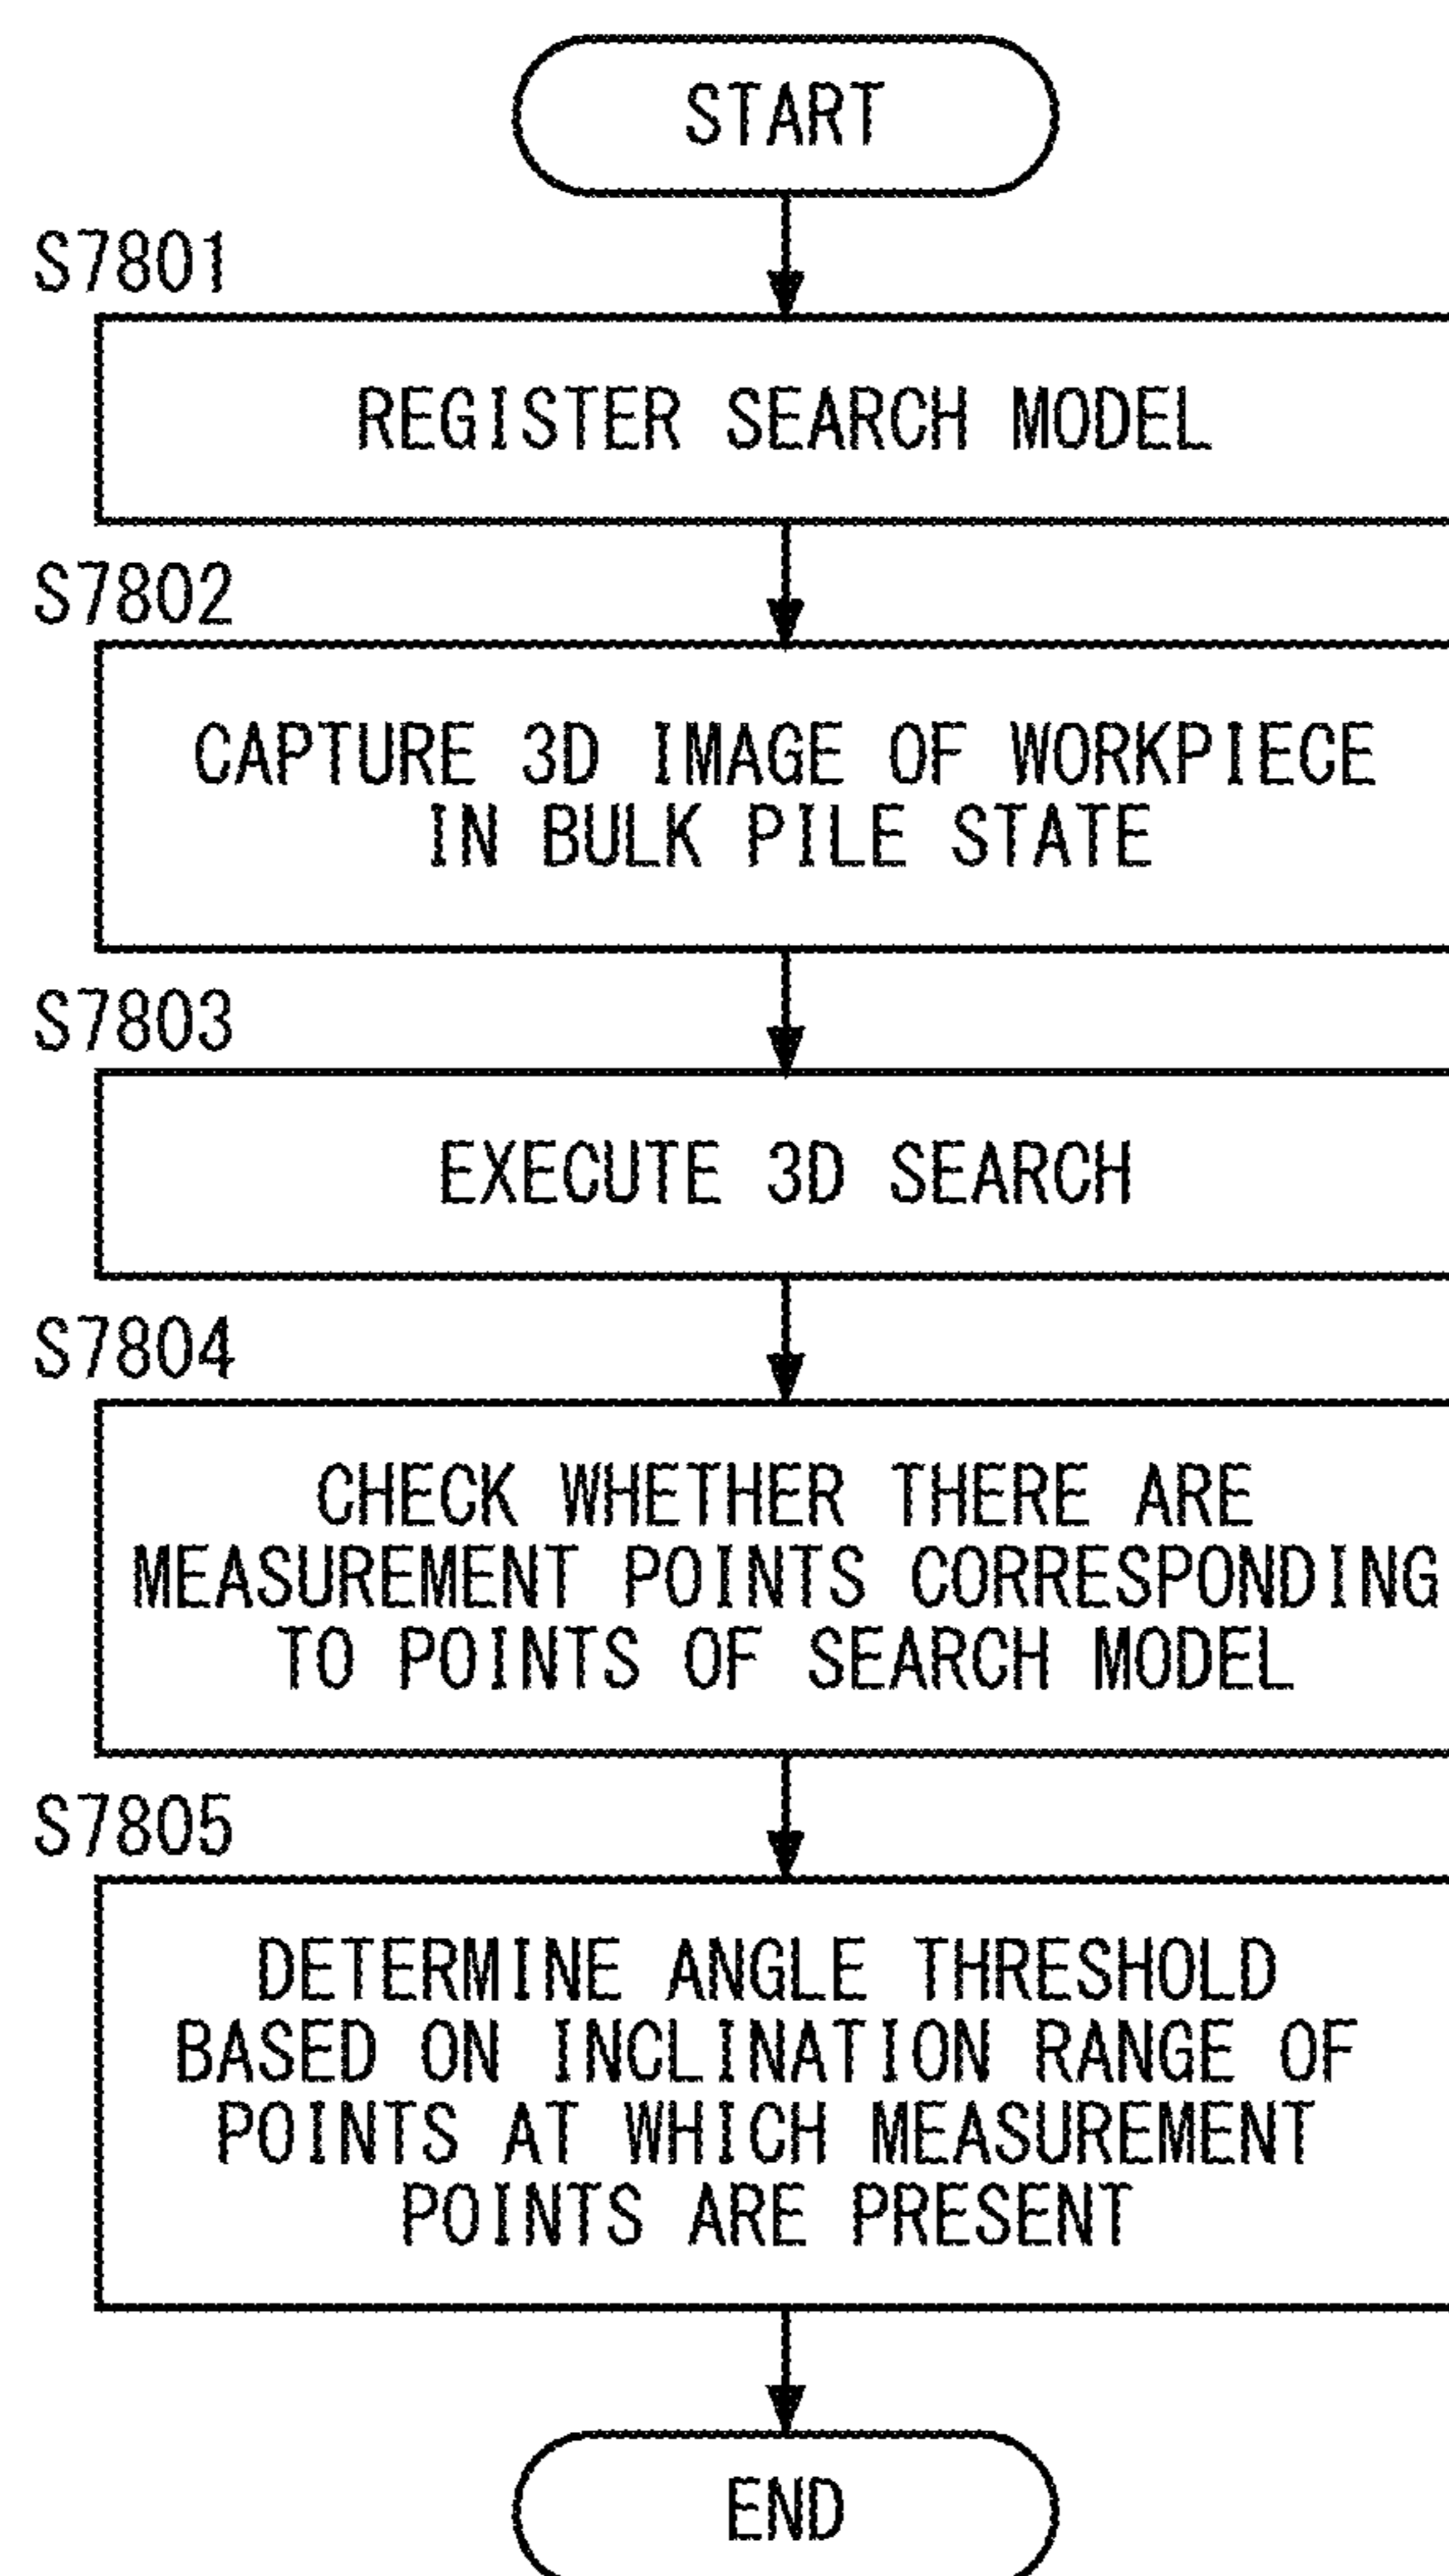 START
S7801
REGISTER SEARCH MODEL
S7802
CAPTURE 3D IMAGE OF WORKPIECE
IN BULK PILE STATE
S7803
EXECUTE 3D SEARCH
S7804
CHECK WHETHER THERE ARE
MEASUREMENT POINTS CORRESPONDING
TO POINTS OF SEARCH MODEL
S7805
DETERMINE ANGLE THRESHOLD
BASED ON INCLINATION RANGE OF
POINTS AT WHICH MEASUREMENT
POINTS ARE PRESENT
END